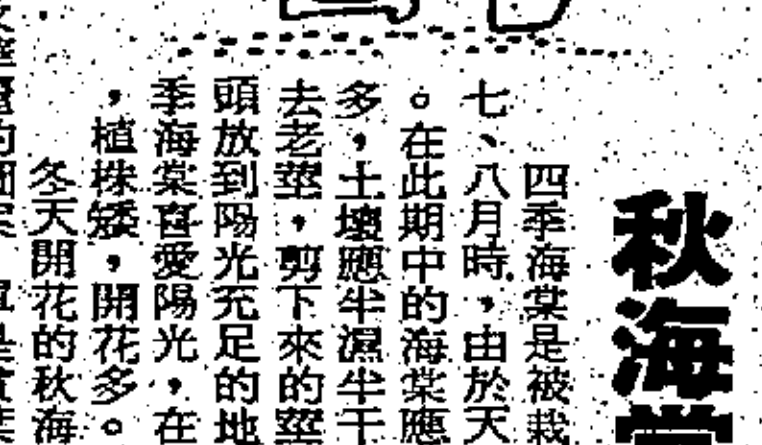 秋海棠
四季海棠是被栽
七、八月時,由於天
。在此期中的海棠應
多,土壤應半濕半干
去老莖,剪下來的莖
頭放到陽光充足的地
季海棠喜愛陽光,在
,植株矮,開花多。
冬天開花的秋海